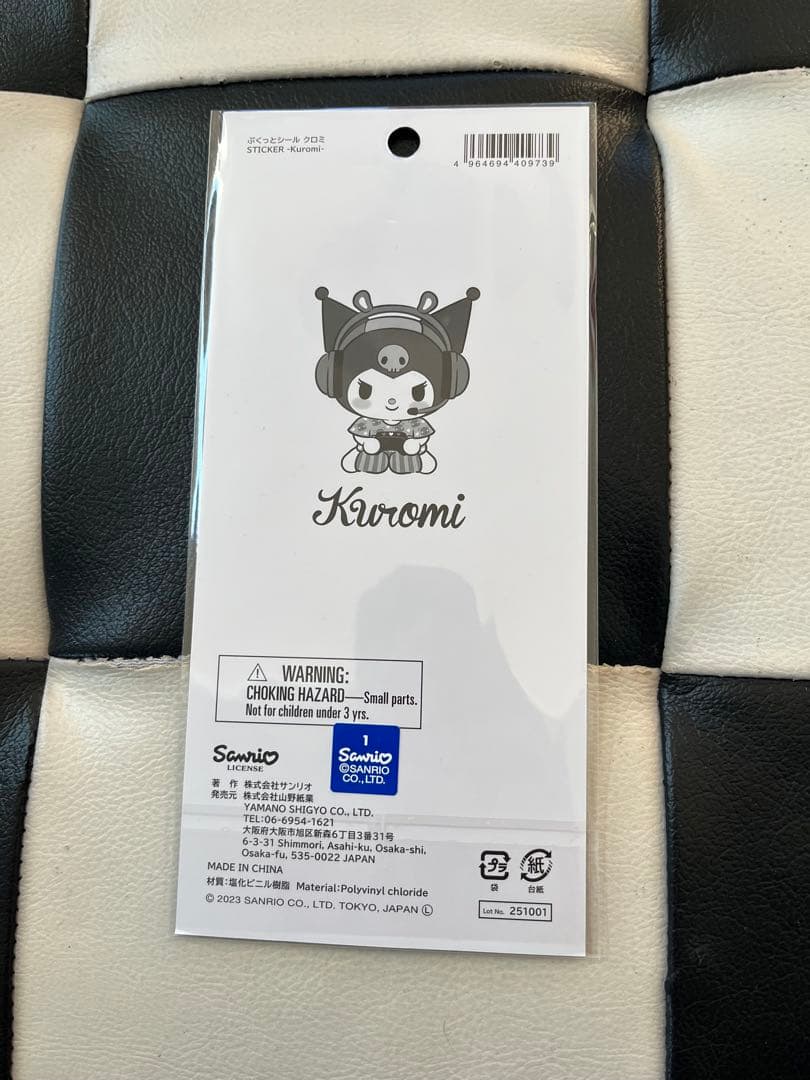 ぷくっとシール クロミ
STICKER -Kuromi-
4 964694 409739
Kuromi
WARNING:
CHOKING HAZARD—Small parts.
Not for children under 3 yrs.
Sanrio
LICENSE
1
Sanrio
©SANRIO
CO., LTD.
著 作 株式会社サンリオ
発売元 株式会社山野紙業
YAMANO SHIGYO CO., LTD.
TEL:06-6954-1621
大阪府大阪市旭区新森6丁目3番31号
6-3-31 Shimmori, Asahi-ku, Osaka-shi,
Osaka-fu, 535-0022 JAPAN
MADE IN CHINA
材質:塩化ビニル樹脂 Material:Polyvinyl chloride
© 2023 SANRIO CO., LTD. TOKYO, JAPAN Ⓛ
プラ
袋
紙
台紙
Lot No. 251001